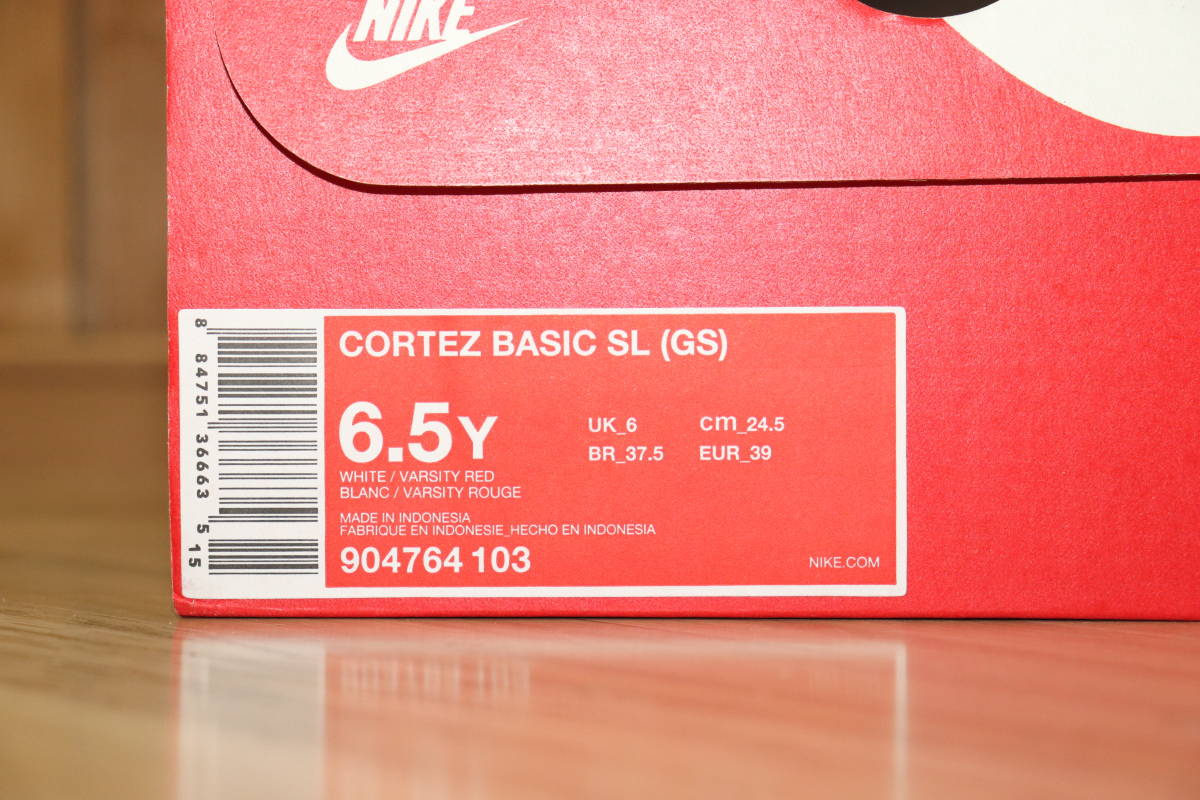 NIKE
CORTEZ BASIC SL (GS)
6.5Y
UK_6 cm_24.5
BR_37.5 EUR_39
WHITE / VARSITY RED
BLANC / VARSITY ROUGE
MADE IN INDONESIA
FABRIQUE EN INDONESIE_HECHO EN INDONESIA
904764 103
NIKE.COM
8 84751 36663 5 15